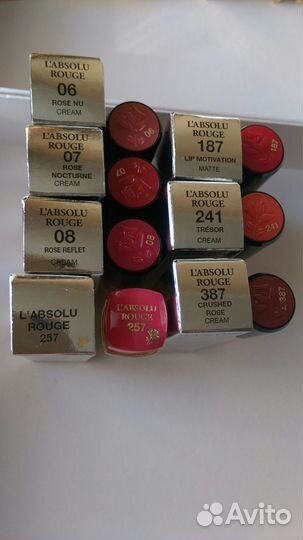 L'ABSOLU
ROUGE
06
ROSE NU
CREAM
06
L'ABSOLU
ROUGE
07
ROSE
NOCTURNE
CREAM
07
L'ABSOLU
ROUGE
08
ROSE REFLET
CREAM
08
L'ABSOLU
ROUGE
257
L'ABSOLU
ROUGE
257
L'ABSOLU
ROUGE
187
LIP MOTIVATION
MATTE
187
L'ABSOLU
ROUGE
241
TRÉSOR
CREAM
241
L'ABSOLU
ROUGE
387
CRUSHED
ROSE
CREAM
387
Avito